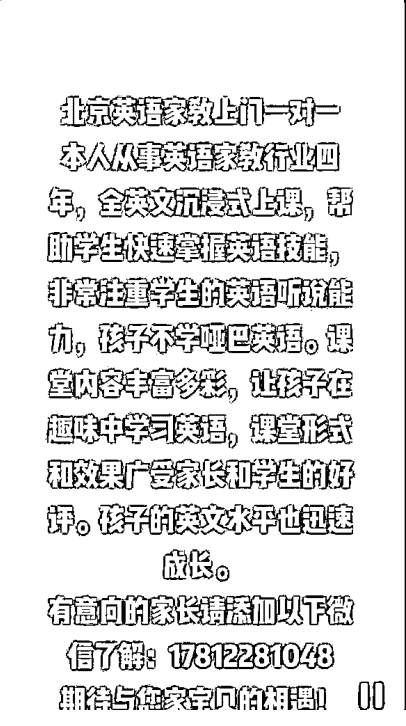 北京英语家教上门一对一
本人从事英语家教行业四
年，全英文沉浸式上课，帮
助学生快速掌握英语技能，
非常注重学生的英语听说能
力，孩子不学哑巴英语。课
堂内容丰富多彩，让孩子在
趣味中学习英语，课堂形式
和效果广受家长和学生的好
评。孩子的英文水平也迅速
成长。
有意向的家长请添加以下微
信了解：17812281048
期待与您家宝贝的相遇！